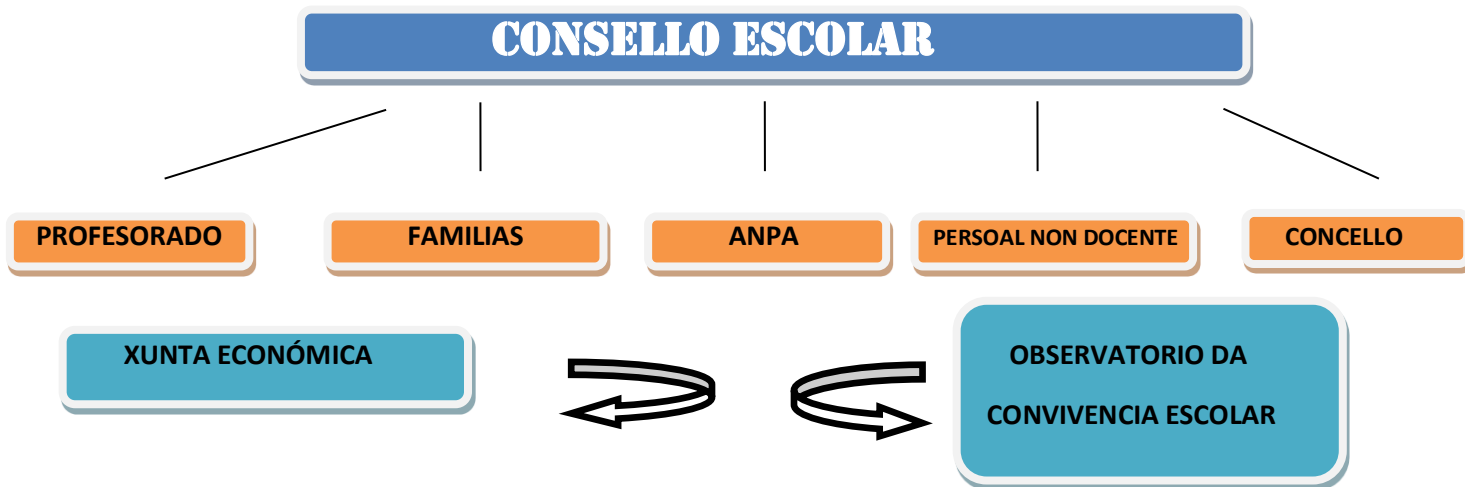 CONSELLO ESCOLAR
PROFESORADO
FAMILIAS
ANPA
PERSOAL NON DOCENTE
CONCELLO
XUNTA ECONÓMICA
OBSERVATORIO DA
CONVIVENCIA ESCOLAR